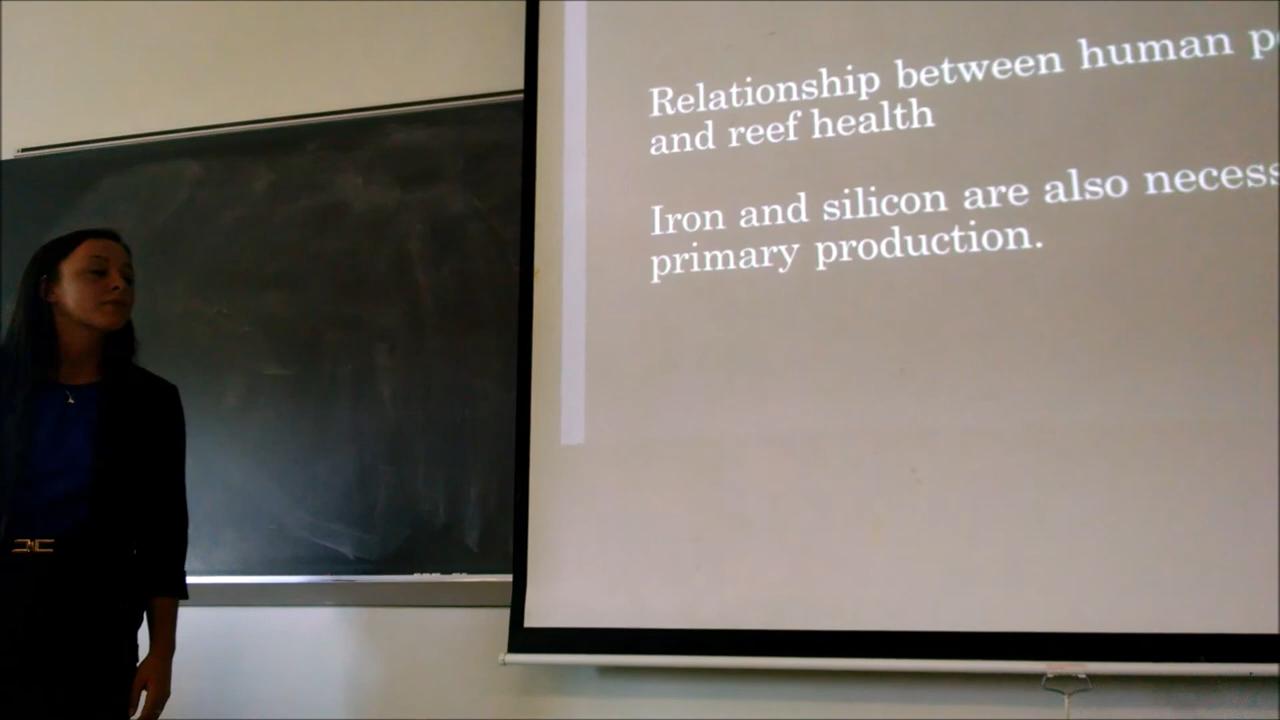 Relationship between human
and reef health
Iron and silicon are also
primary production.